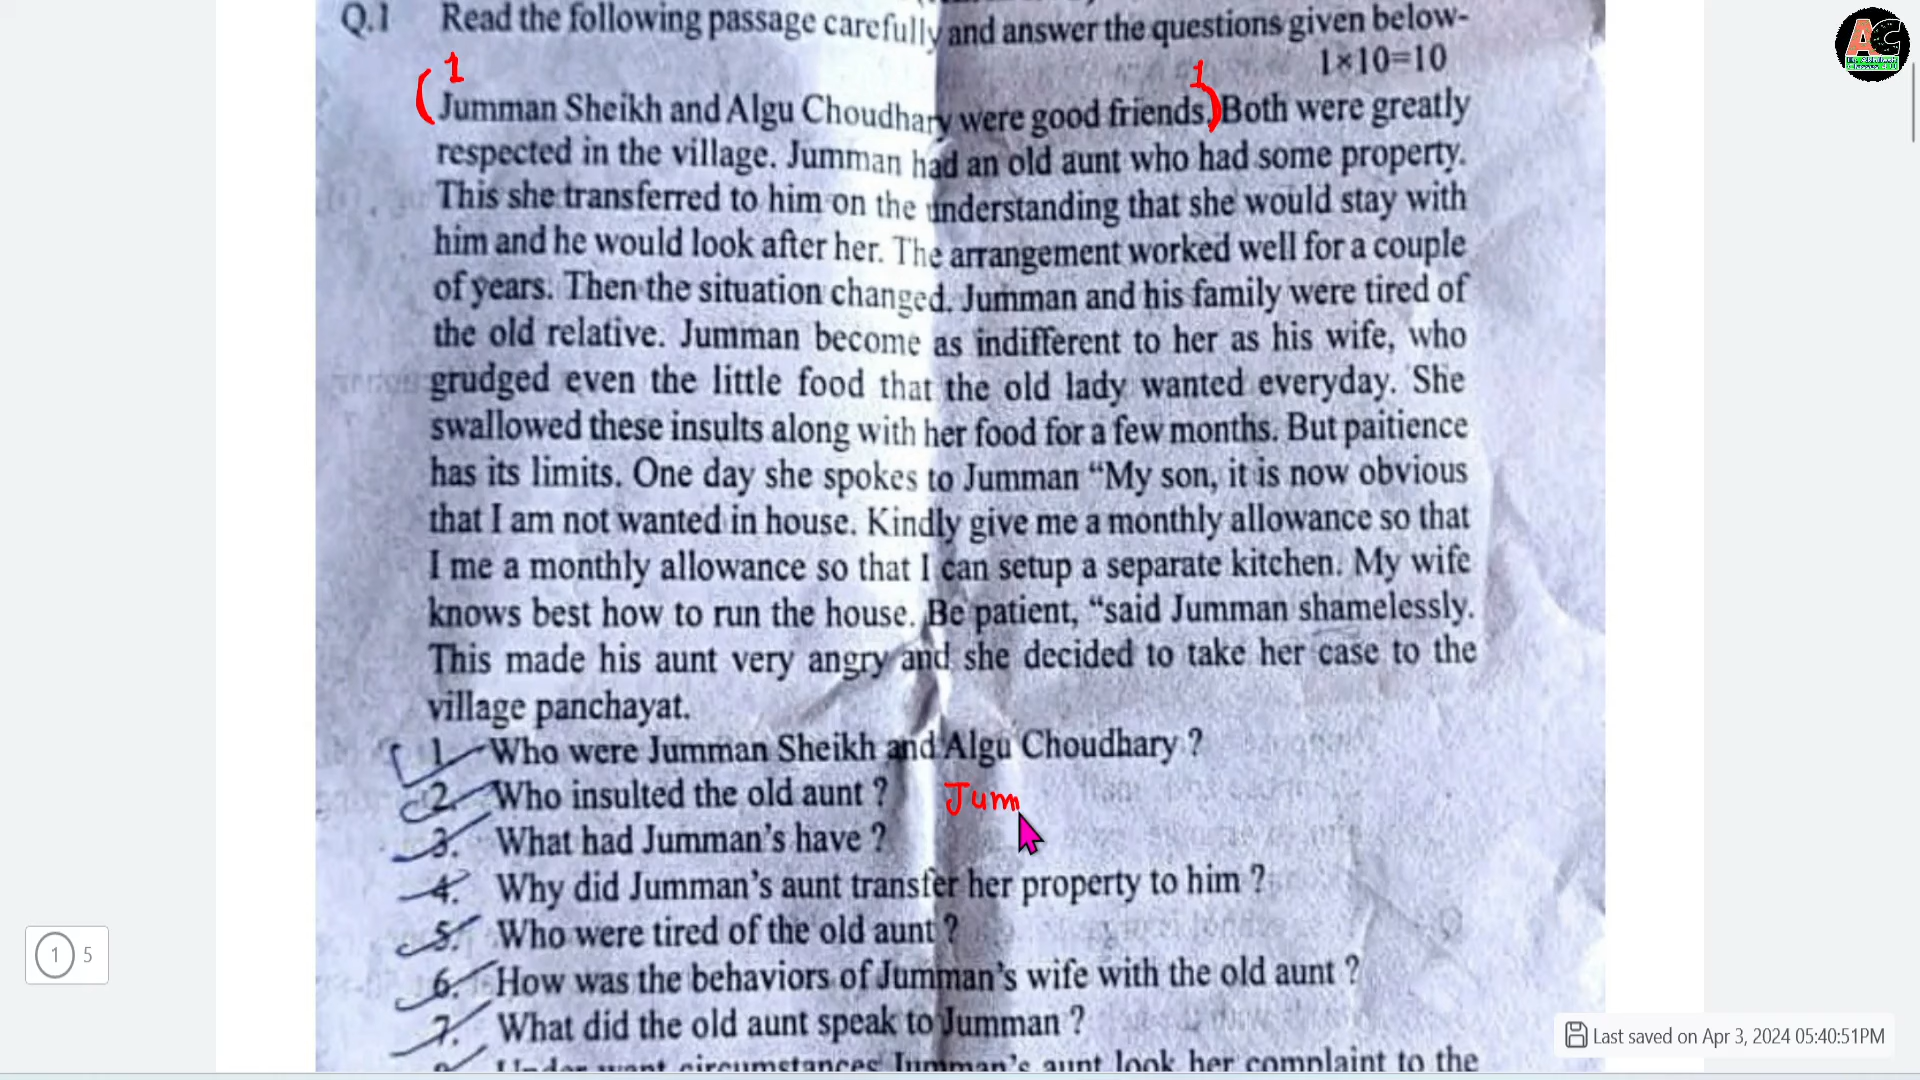 Q.1 Read the following passage carefully and answer the questions given below-
1×10=10
1 1
(Jumman Sheikh and Algu Choudhary were good friends.) Both were greatly
respected in the village. Jumman had an old aunt who had some property.
This she transferred to him on the understanding that she would stay with
him and he would look after her. The arrangement worked well for a couple
of years. Then the situation changed. Jumman and his family were tired of
the old relative. Jumman become as indifferent to her as his wife, who
grudged even the little food that the old lady wanted everyday. She
swallowed these insults along with her food for a few months. But paitience
has its limits. One day she spokes to Jumman “My son, it is now obvious
that I am not wanted in house. Kindly give me a monthly allowance so that
I me a monthly allowance so that I can setup a separate kitchen. My wife
knows best how to run the house. Be patient, “said Jumman shamelessly.
This made his aunt very angry and she decided to take her case to the
village panchayat.
1. Who were Jumman Sheikh and Algu Choudhary ?
2. Who insulted the old aunt ? Jum
3. What had Jumman’s have ?
4. Why did Jumman’s aunt transfer her property to him ?
5. Who were tired of the old aunt ?
6. How was the behaviors of Jumman’s wife with the old aunt ?
7. What did the old aunt speak to Jumman ?
circumstances Jumman’s aunt look her complaint to the
AC
1 5
Last saved on Apr 3, 2024 05:40:51PM